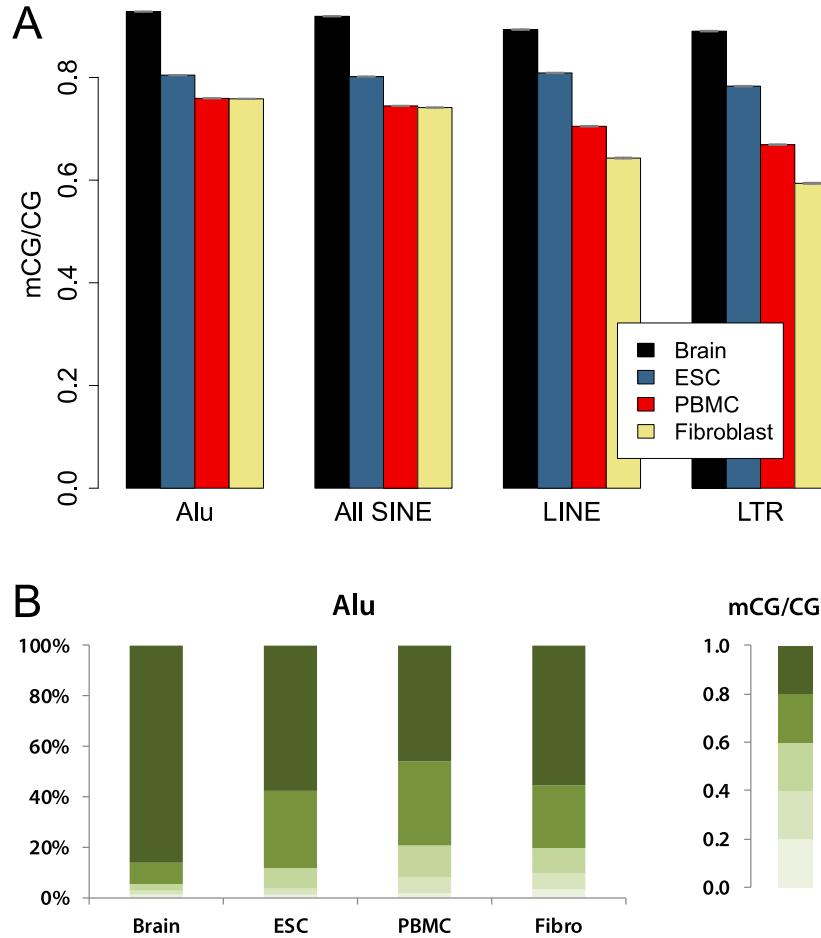 A
mCG/CG
0.8
0.6
0.4
0.2
0.0
Alu
All SINE
LINE
LTR
Brain
ESC
PBMC
Fibroblast
B
Alu
mCG/CG
100%
80%
60%
40%
20%
0%
Brain
ESC
PBMC
Fibro
1.0
0.8
0.6
0.4
0.2
0.0